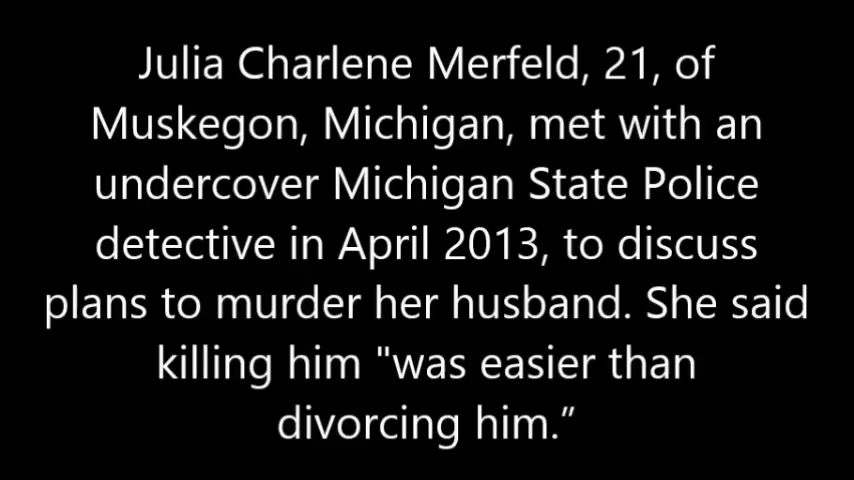 Julia Charlene Merfeld, 21, of
Muskegon, Michigan, met with an
undercover Michigan State Police
detective in April 2013, to discuss
plans to murder her husband. She said
killing him "was easier than
divorcing him.”